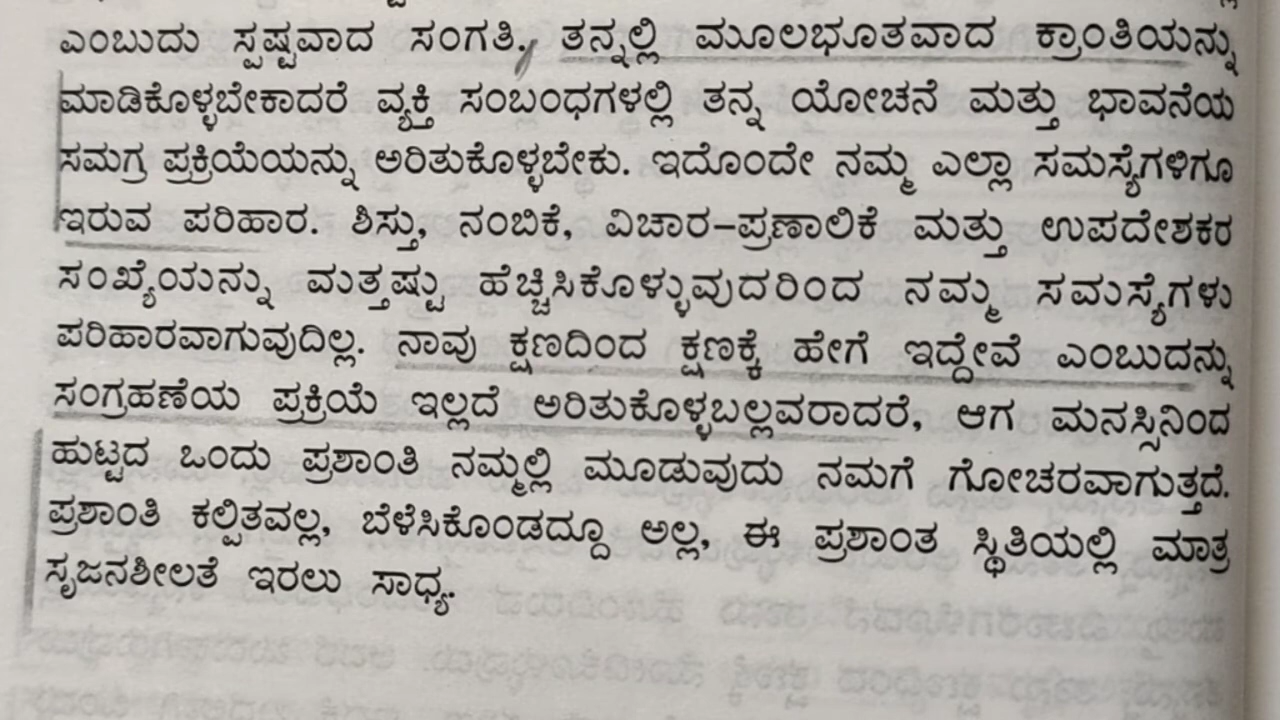 ಎಂಬುದು ಸ್ಪಷ್ಟವಾದ ಸಂಗತಿ. ತನ್ನಲ್ಲಿ ಮೂಲಭೂತವಾದ ಕ್ರಾಂತಿಯನ್ನು
ಮಾಡಿಕೊಳ್ಳಬೇಕಾದರೆ ವ್ಯಕ್ತಿ ಸಂಬಂಧಗಳಲ್ಲಿ ತನ್ನ ಯೋಚನೆ ಮತ್ತು ಭಾವನೆಯ
ಸಮಗ್ರ ಪ್ರಕ್ರಿಯೆಯನ್ನು ಅರಿತುಕೊಳ್ಳಬೇಕು. ಇದೊಂದೇ ನಮ್ಮ ಎಲ್ಲಾ ಸಮಸ್ಯೆಗಳಿಗೂ
ಇರುವ ಪರಿಹಾರ. ಶಿಸ್ತು, ನಂಬಿಕೆ, ವಿಚಾರ–ಪ್ರಣಾಲಿಕೆ ಮತ್ತು ಉಪದೇಶಕರ
ಸಂಖ್ಯೆಯನ್ನು ಮತ್ತಷ್ಟು ಹೆಚ್ಚಿಸಿಕೊಳ್ಳುವುದರಿಂದ ನಮ್ಮ ಸಮಸ್ಯೆಗಳು
ಪರಿಹಾರವಾಗುವುದಿಲ್ಲ. ನಾವು ಕ್ಷಣದಿಂದ ಕ್ಷಣಕ್ಕೆ ಹೇಗೆ ಇದ್ದೇವೆ ಎಂಬುದನ್ನು
ಸಂಗ್ರಹಣೆಯ ಪ್ರಕ್ರಿಯೆ ಇಲ್ಲದೆ ಅರಿತುಕೊಳ್ಳಬಲ್ಲವರಾದರೆ, ಆಗ ಮನಸ್ಸಿನಿಂದ
ಹುಟ್ಟದ ಒಂದು ಪ್ರಶಾಂತಿ ನಮ್ಮಲ್ಲಿ ಮೂಡುವುದು ನಮಗೆ ಗೋಚರವಾಗುತ್ತದೆ.
ಪ್ರಶಾಂತಿ ಕಲ್ಪಿತವಲ್ಲ, ಬೆಳೆಸಿಕೊಂಡದ್ದೂ ಅಲ್ಲ, ಈ ಪ್ರಶಾಂತ ಸ್ಥಿತಿಯಲ್ಲಿ ಮಾತ್ರ
ಸೃಜನಶೀಲತೆ ಇರಲು ಸಾಧ್ಯ.